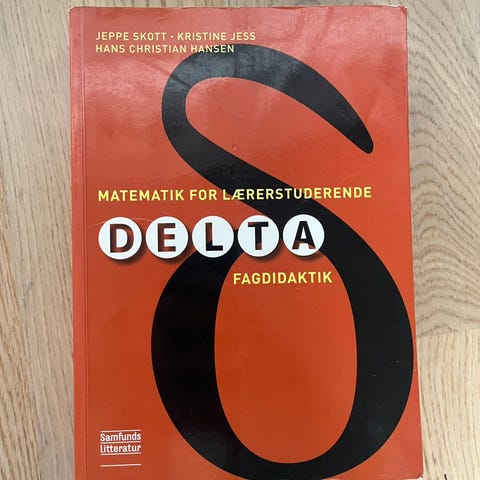 JEPPE SKOTT · KRISTINE JESS
HANS CHRISTIAN HANSEN
MATEMATIK FOR LÆRERSTUDERENDE
DELTA
FAGDIDAKTIK
Samfunds
litteratur